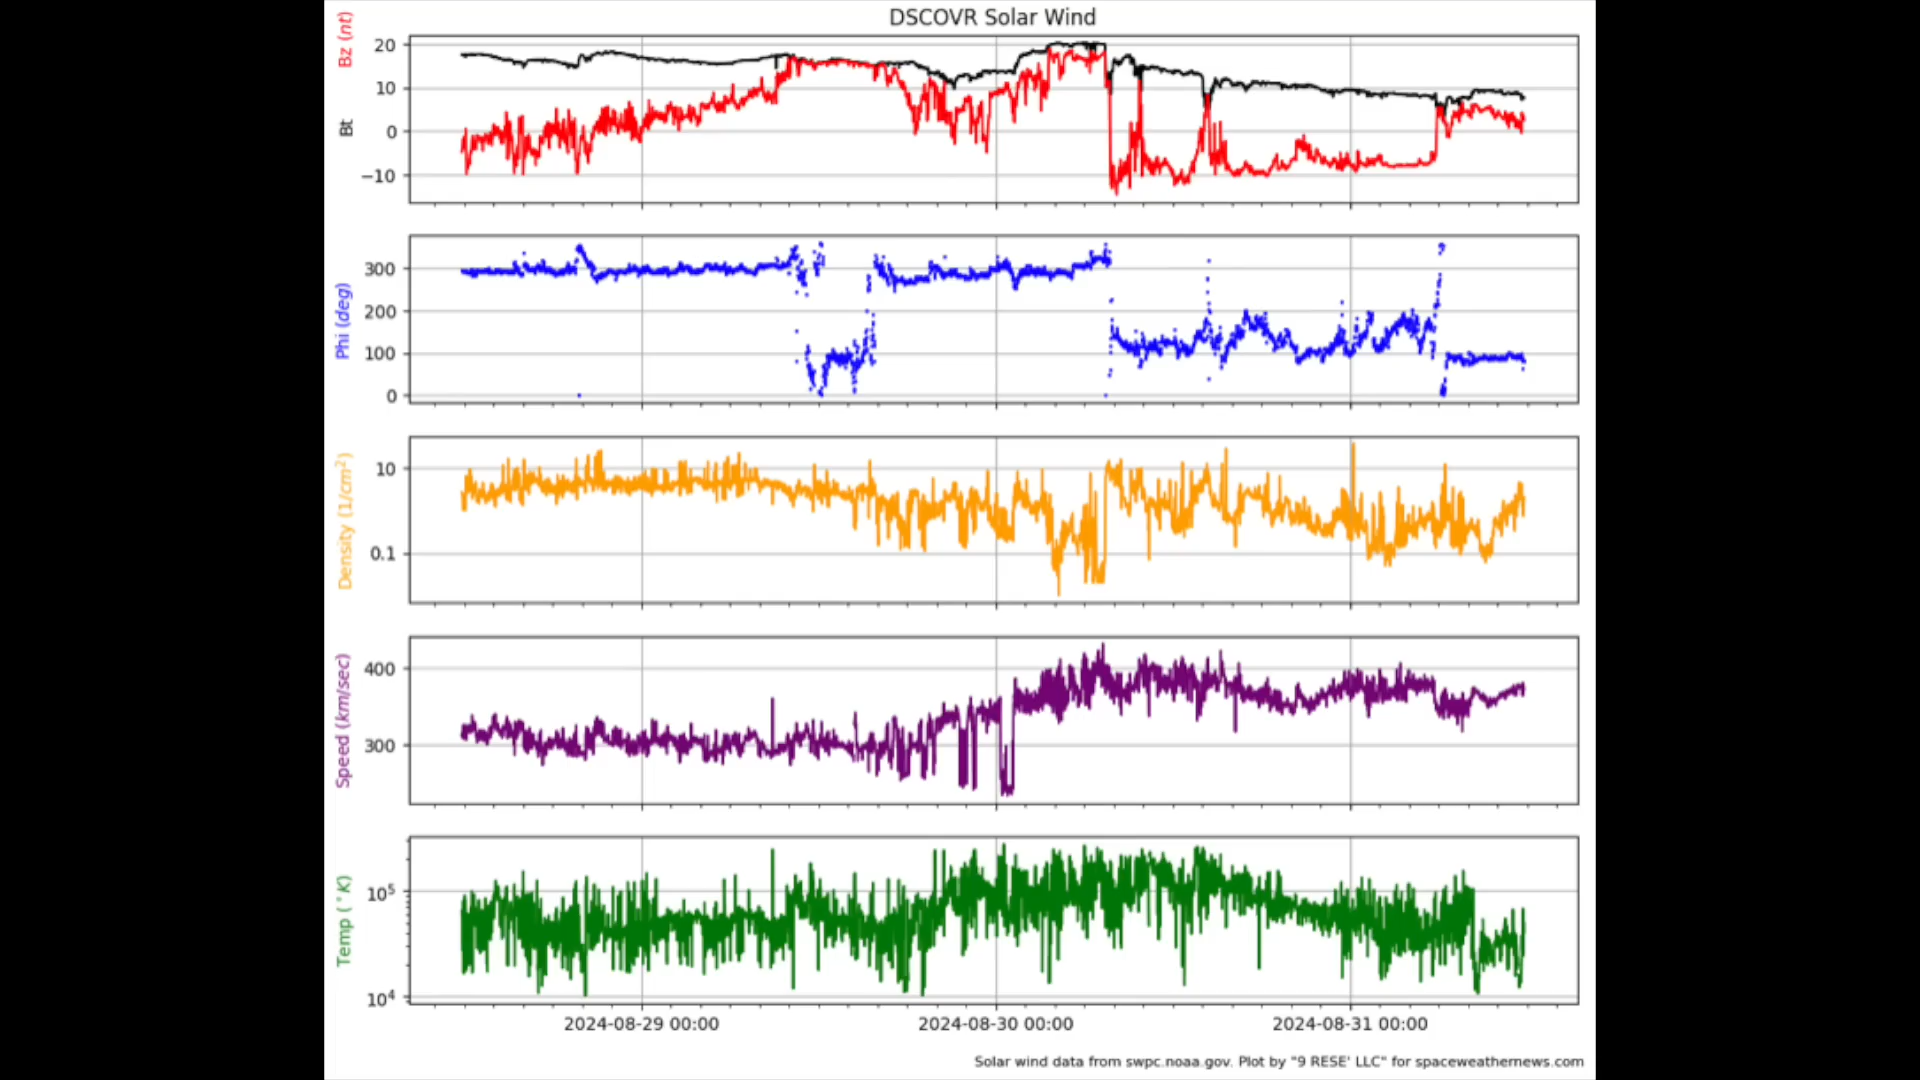 DSCOVR Solar Wind
Bt Bz (nt)
20
10
0
−10
Phi (deg)
300
200
100
0
Density (1/cm²)
10
0.1
Speed (km/sec)
400
300
Temp (°K)
10⁵
10⁴
2024-08-29 00:00 2024-08-30 00:00 2024-08-31 00:00
Solar wind data from swpc.noaa.gov. Plot by "9 RESE' LLC" for spaceweathernews.com